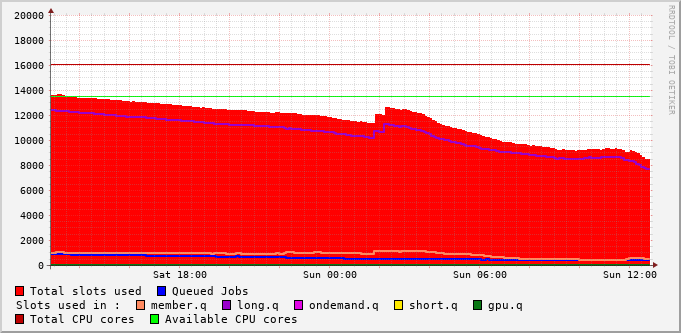 RRDTOOL / TOBI OETIKER
20000
18000
16000
14000
12000
10000
8000
6000
4000
2000
0
Sat 18:00 Sun 00:00 Sun 06:00 Sun 12:00
Total slots used Queued Jobs
Slots used in : member.q long.q ondemand.q short.q gpu.q
Total CPU cores Available CPU cores